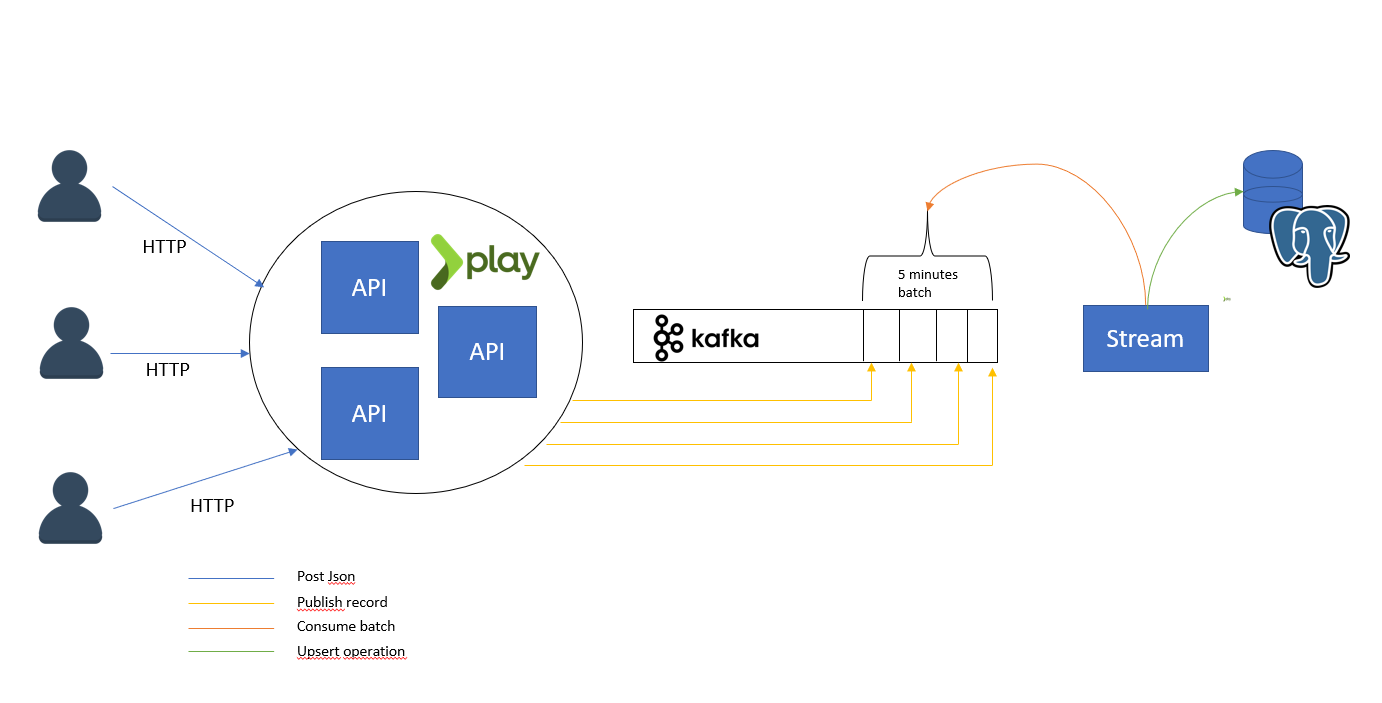 HTTP
HTTP
HTTP
API
API
API
play
kafka
5 minutes
batch
Stream
Post Json
Publish record
Consume batch
Upsert operation